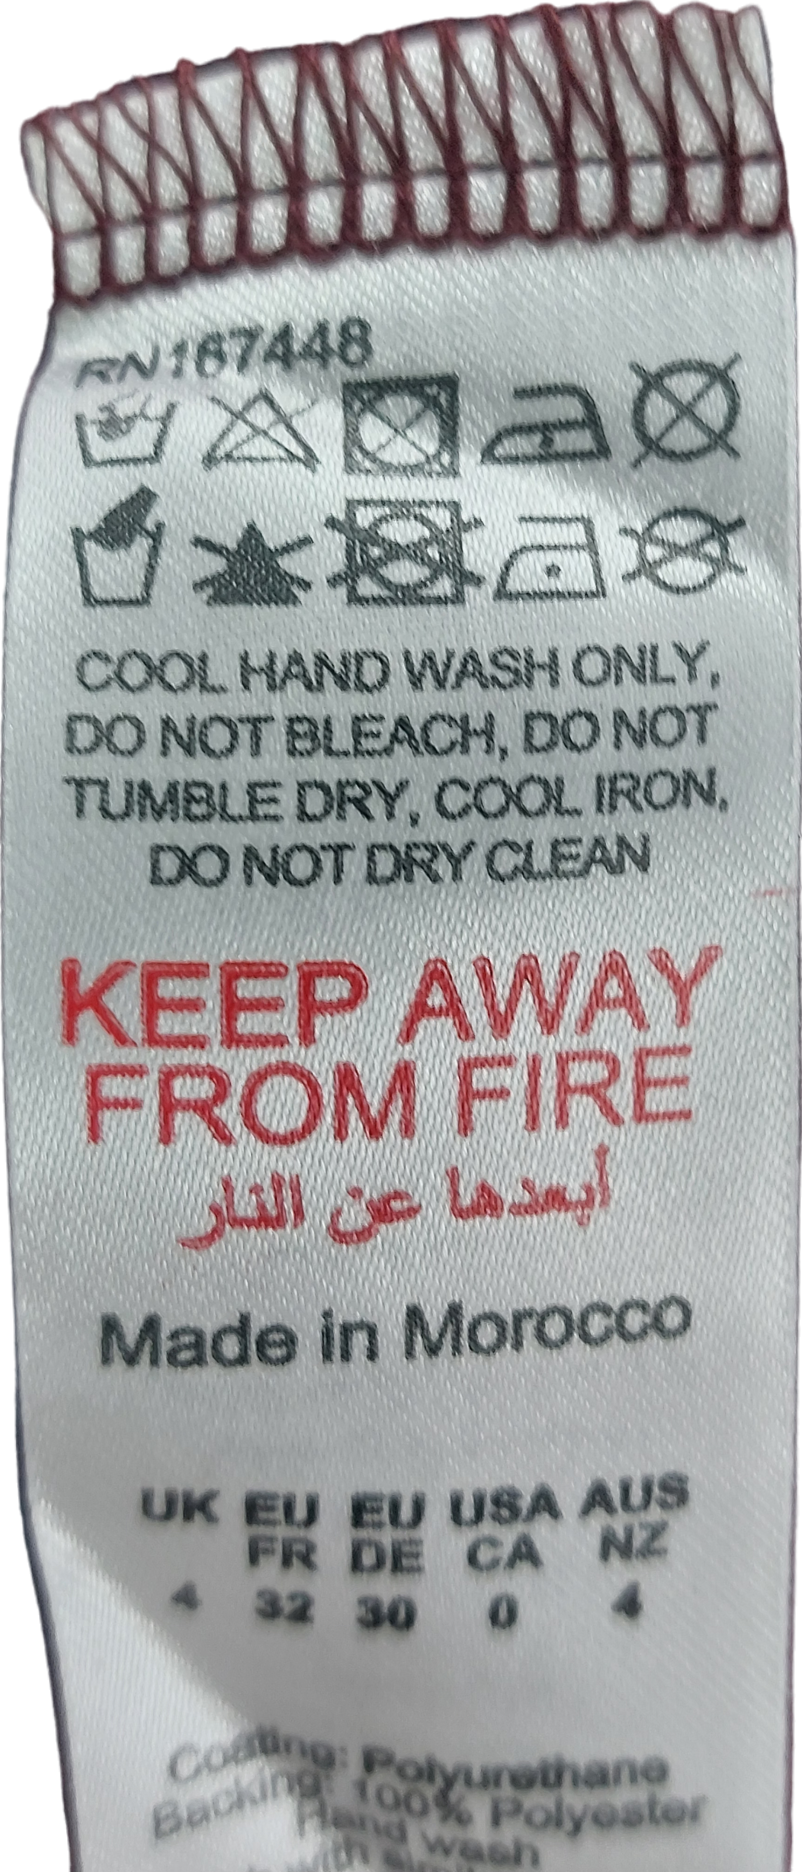 RN167448
COOL HAND WASH ONLY,
DO NOT BLEACH, DO NOT
TUMBLE DRY, COOL IRON,
DO NOT DRY CLEAN
KEEP AWAY
FROM FIRE
أبعدها عن النار
Made in Morocco
UK EU EU USA AUS
FR DE CA NZ
4 32 30 0 4
Coating: Polyurethane
Backing: 100% Polyester
Hand wash
with